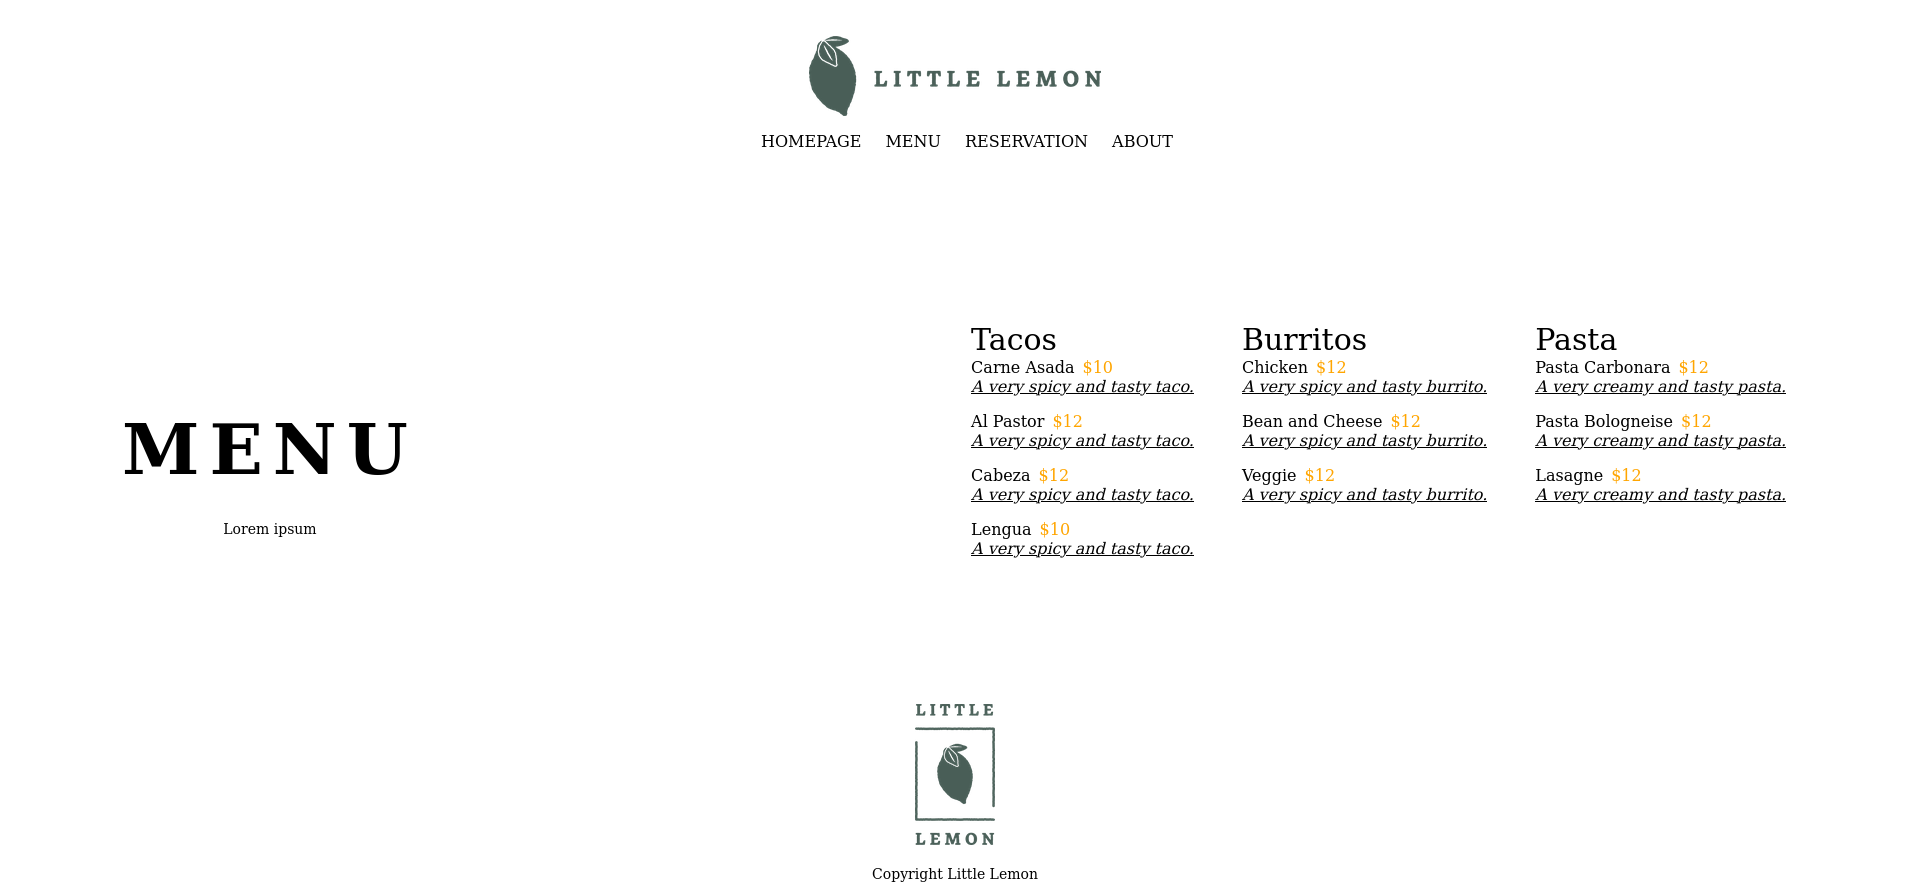 LITTLE LEMON
HOMEPAGE MENU RESERVATION ABOUT
MENU
Lorem ipsum
Tacos
Carne Asada $10
A very spicy and tasty taco.
Al Pastor $12
A very spicy and tasty taco.
Cabeza $12
A very spicy and tasty taco.
Lengua $10
A very spicy and tasty taco.
Burritos
Chicken $12
A very spicy and tasty burrito.
Bean and Cheese $12
A very spicy and tasty burrito.
Veggie $12
A very spicy and tasty burrito.
Pasta
Pasta Carbonara $12
A very creamy and tasty pasta.
Pasta Bologneise $12
A very creamy and tasty pasta.
Lasagne $12
A very creamy and tasty pasta.
LITTLE
LEMON
Copyright Little Lemon